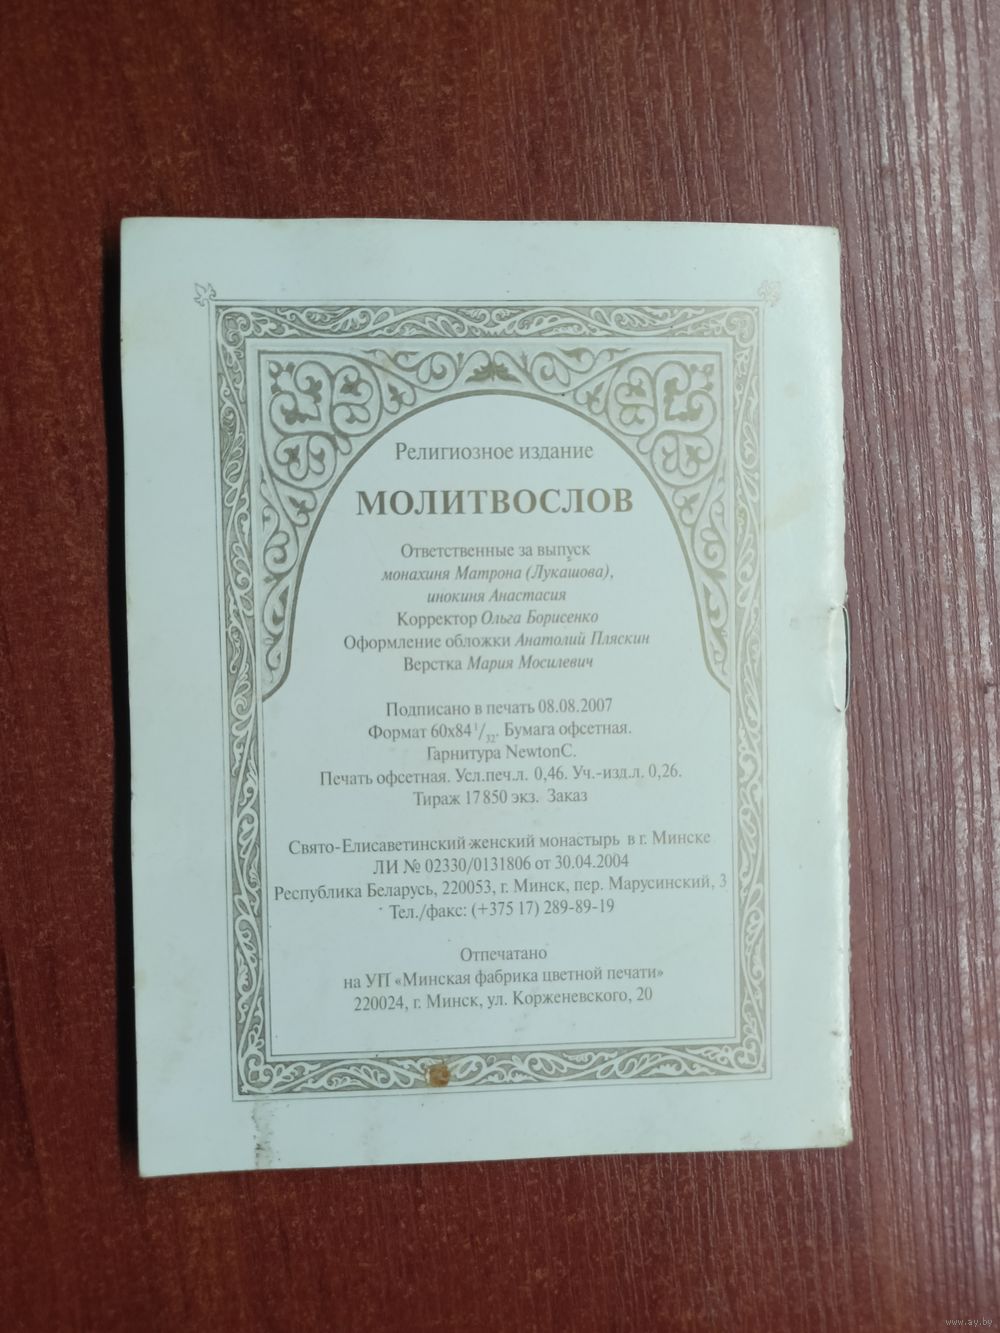 Религиозное издание
МОЛИТВОСЛОВ
Ответственные за выпуск
монахиня Матрона (Лукашова),
инокиня Анастасия
Корректор Ольга Борисенко
Оформление обложки Анатолий Пляскин
Верстка Мария Мосилевич
Подписано в печать 08.08.2007
Формат 60х84 1/32. Бумага офсетная.
Гарнитура NewtonC.
Печать офсетная. Усл.печ.л. 0,46. Уч.-изд.л. 0,26.
Тираж 17 850 экз. Заказ
Свято-Елисаветинский женский монастырь в г. Минске
ЛИ № 02330/0131806 от 30.04.2004
Республика Беларусь, 220053, г. Минск, пер. Марусинский, 3
Тел./факс: (+375 17) 289-89-19
Отпечатано
на УП «Минская фабрика цветной печати»
220024, г. Минск, ул. Корженевского, 20
www.ay.by